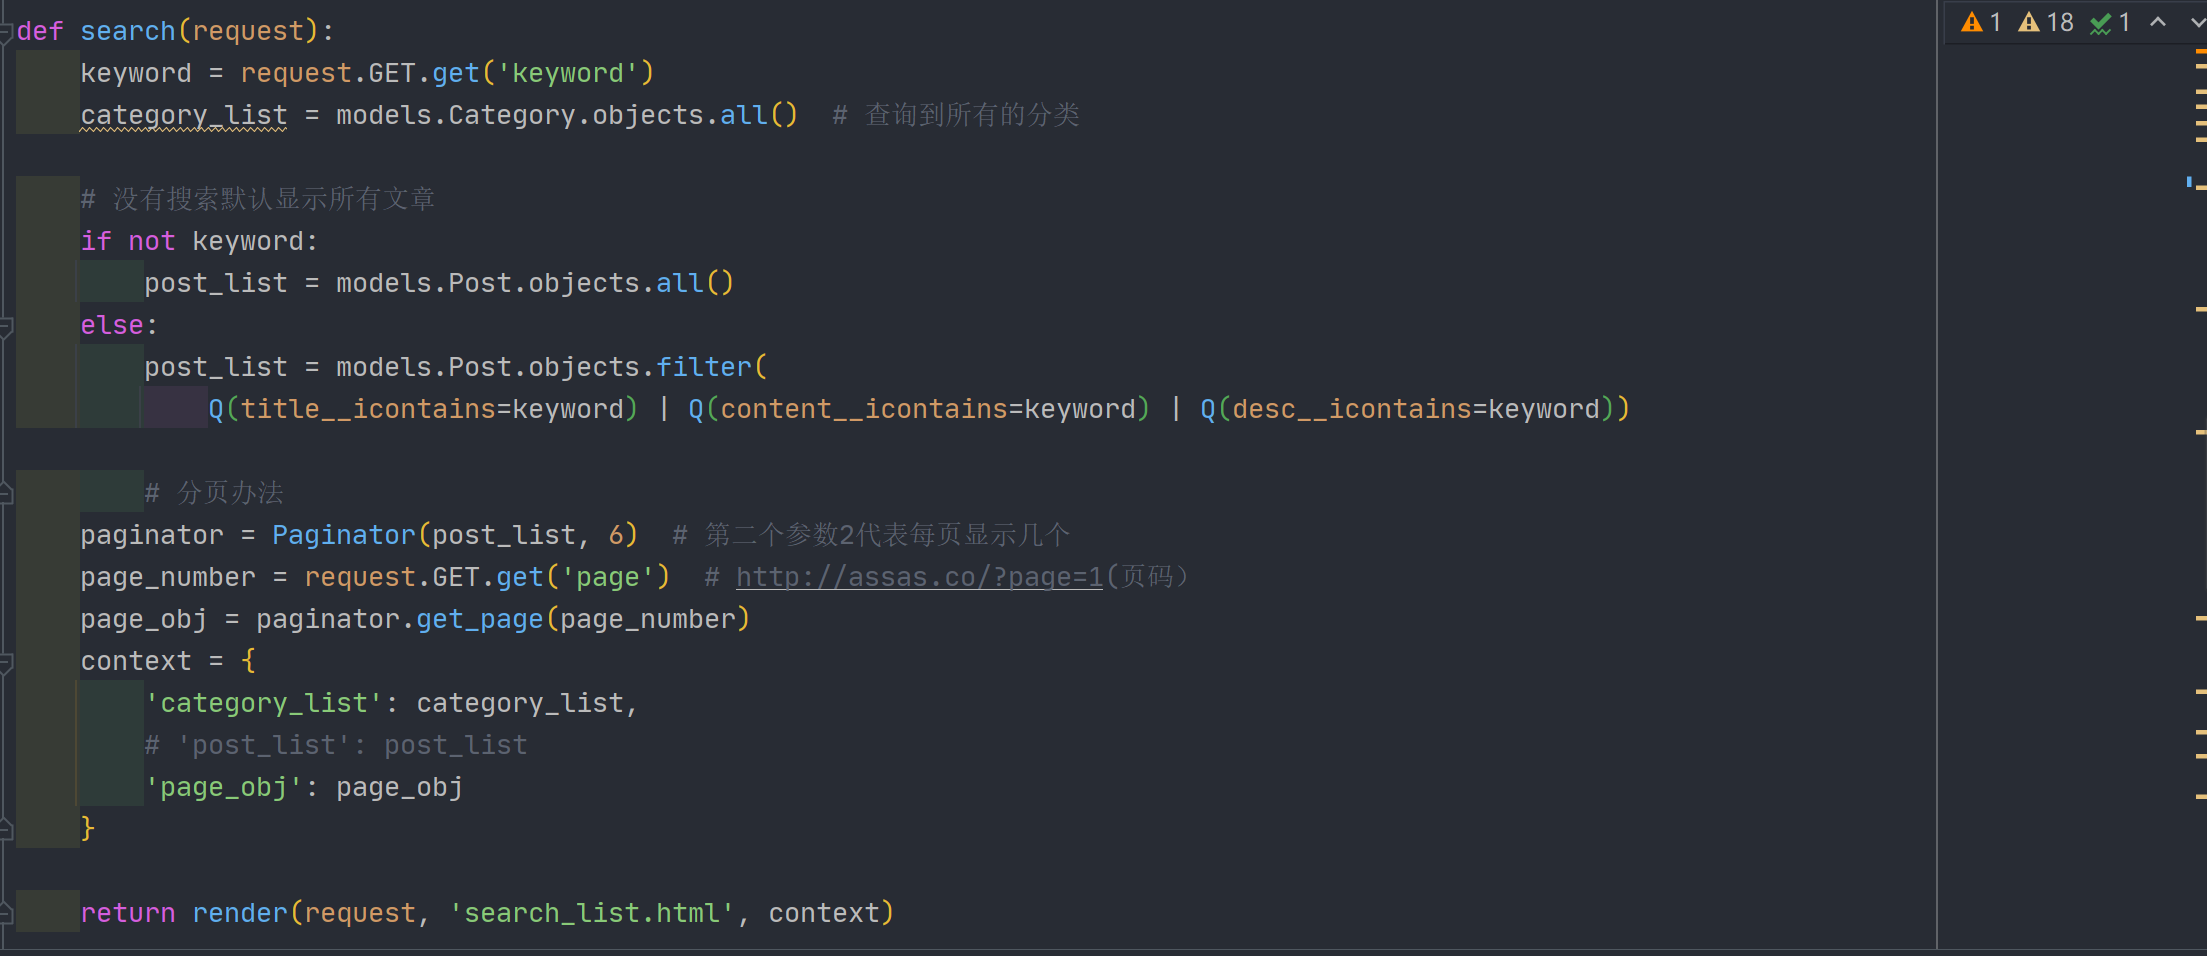 def search(request):
    keyword = request.GET.get('keyword')
    category_list = models.Category.objects.all()  # 查询到所有的分类
    # 没有搜索默认显示所有文章
    if not keyword:
        post_list = models.Post.objects.all()
    else:
        post_list = models.Post.objects.filter(
            Q(title__icontains=keyword) | Q(content__icontains=keyword) | Q(desc__icontains=keyword))
        # 分页办法
    paginator = Paginator(post_list, 6)  # 第二个参数2代表每页显示几个
    page_number = request.GET.get('page')  # http://assas.co/?page=1(页码）
    page_obj = paginator.get_page(page_number)
    context = {
        'category_list': category_list,
        # 'post_list': post_list
        'page_obj': page_obj
    }
    return render(request, 'search_list.html', context)
1 18 1